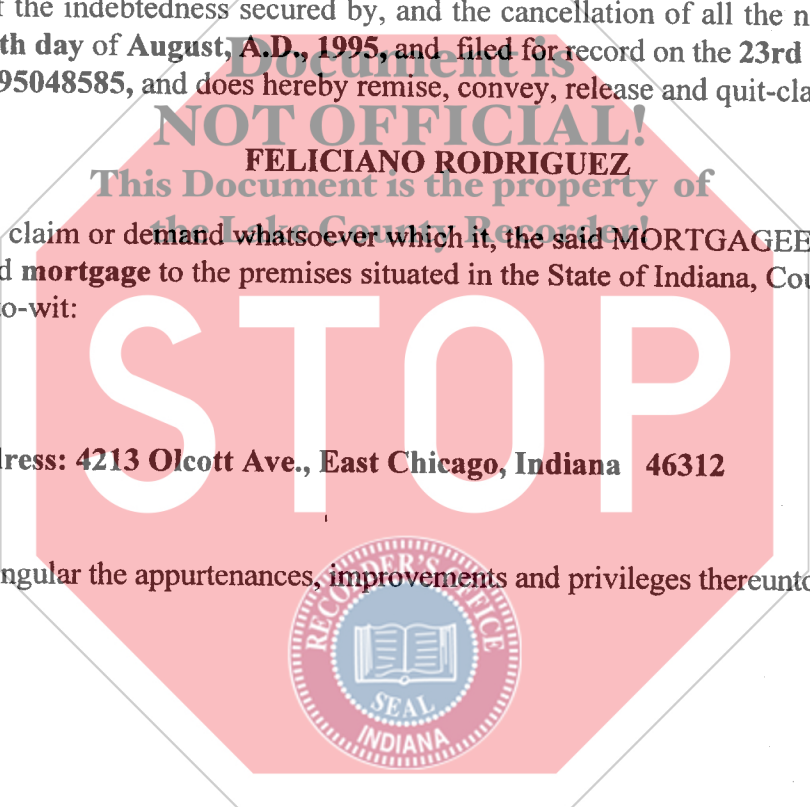 f the indebtedness secured by, and the cancellation of all the n
th day of August, A.D., 1995, and filed for record on the 23rd
Document is
95048585, and does hereby remise, convey, release and quit-cla
NOT OFFICIAL!
FELICIANO RODRIGUEZ
This Document is the property of
the Lake County Recorder!
claim or demand whatsoever which it, the said MORTGAGEE
d mortgage to the premises situated in the State of Indiana, Cou
o-wit:
STOP
ress: 4213 Olcott Ave., East Chicago, Indiana 46312
ngular the appurtenances, improvements and privileges thereunto
RECORDER'S OFFICE
SEAL
INDIANA